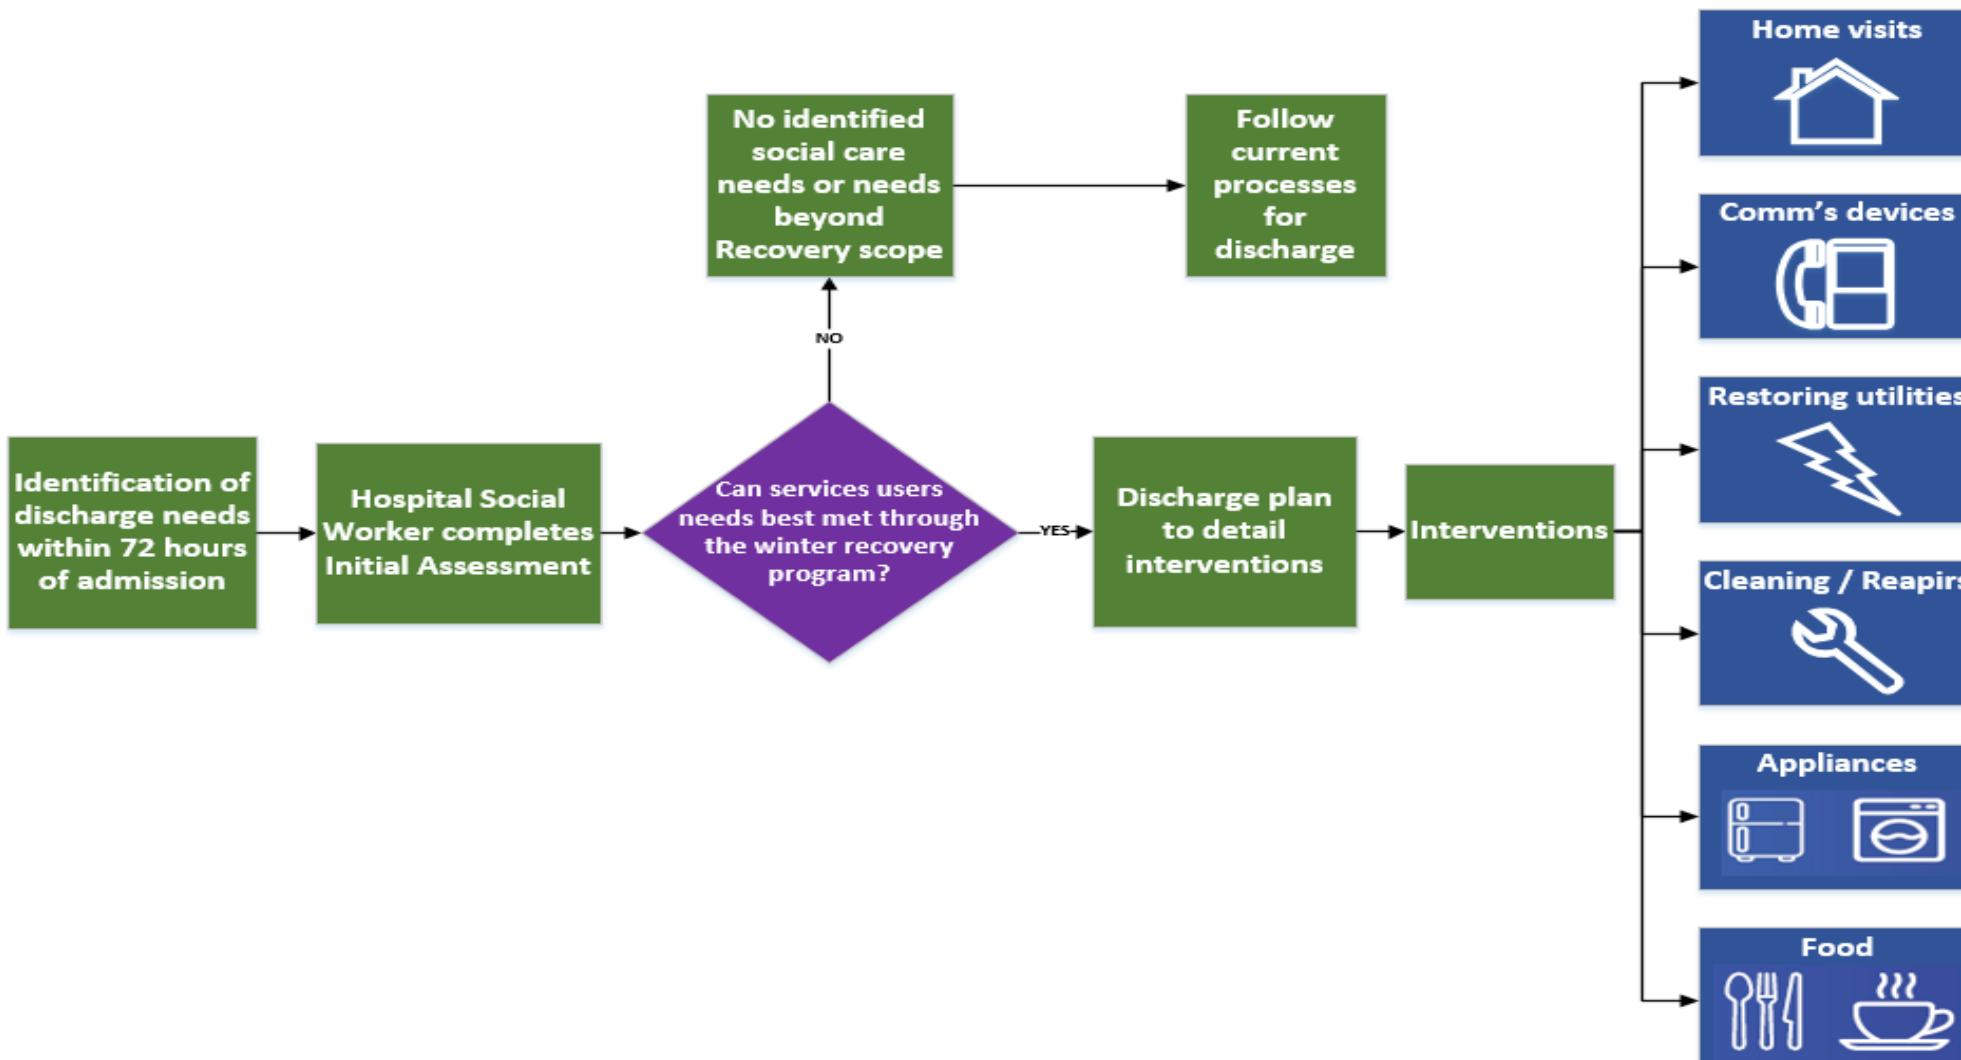 Identification of
discharge needs
within 72 hours
of admission
Hospital Social
Worker completes
Initial Assessment
Can services users
needs best met through
the winter recovery
program?
NO
No identified
social care
needs or needs
beyond
Recovery scope
Follow
current
processes
for
discharge
YES
Discharge plan
to detail
interventions
Interventions
Home visits
Comm's devices
Restoring utilities
Cleaning / Reapirs
Appliances
Food